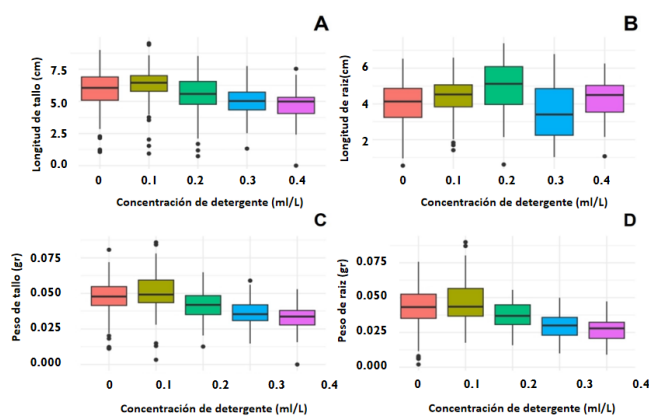 A
Longitud de tallo (cm)
7.5
5.0
2.5
0.0
0 0.1 0.2 0.3 0.4
Concentración de detergente (ml/L)
B
Longitud de raiz(cm)
6
4
2
0 0.1 0.2 0.3 0.4
Concentración de detergente (ml/L)
C
Peso de tallo (gr)
0.075
0.050
0.025
0.000
0 0.1 0.2 0.3 0.4
Concentración de detergente (ml/L)
D
Peso de raiz (gr)
0.075
0.050
0.025
0.000
0 0.1 0.2 0.3 0.4
Concentración de detergente (ml/L)